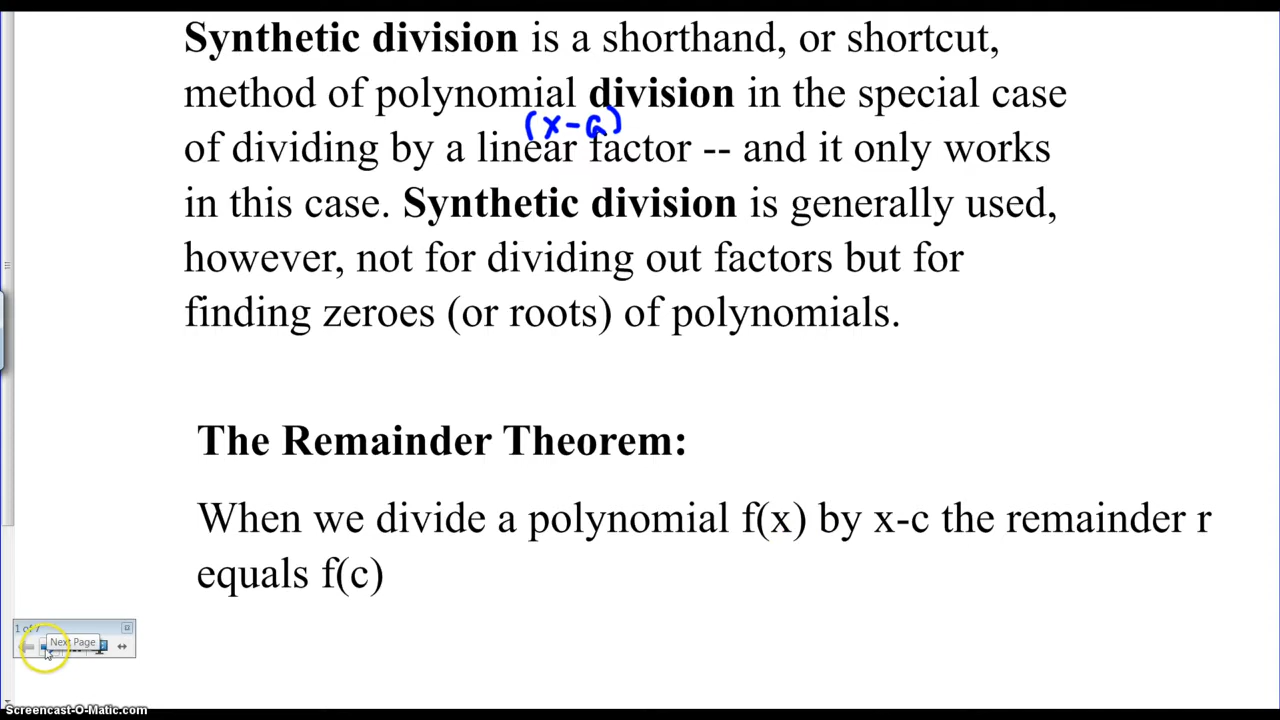 Synthetic division is a shorthand, or shortcut,
method of polynomial division in the special case
(x-a)
of dividing by a linear factor -- and it only works
in this case. Synthetic division is generally used,
however, not for dividing out factors but for
finding zeroes (or roots) of polynomials.
The Remainder Theorem:
When we divide a polynomial f(x) by x-c the remainder r
equals f(c)
1 of 7
Next Page
Screencast-O-Matic.com